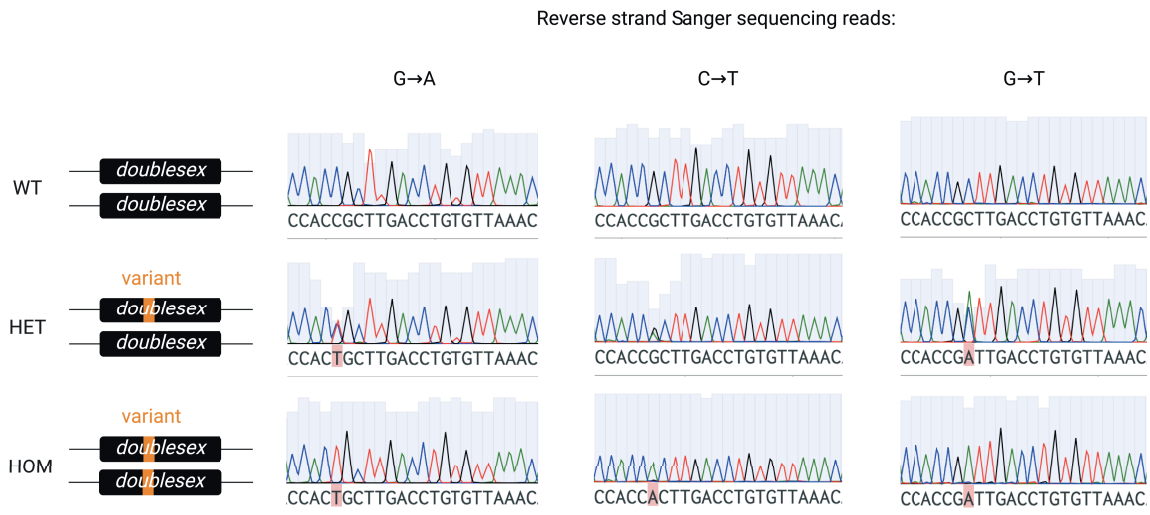 Reverse strand Sanger sequencing reads:
G→A C→T G→T
WT
doublesex
doublesex
CCACCGCTTGACCTGTGTTAAAC
CCACCGCTTGACCTGTGTTAAAC
CCACCGCTTGACCTGTGTTAAAC
HET
variant
doublesex
doublesex
CCACTGCTTGACCTGTGTTAAAC
CCACCGCTTGACCTGTGTTAAAC
CCACCGATTGACCTGTGTTAAAC
HOM
variant
doublesex
doublesex
CCACTGCTTGACCTGTGTTAAAC
CCACCACTTGACCTGTGTTAAAC
CCACCGATTGACCTGTGTTAAAC